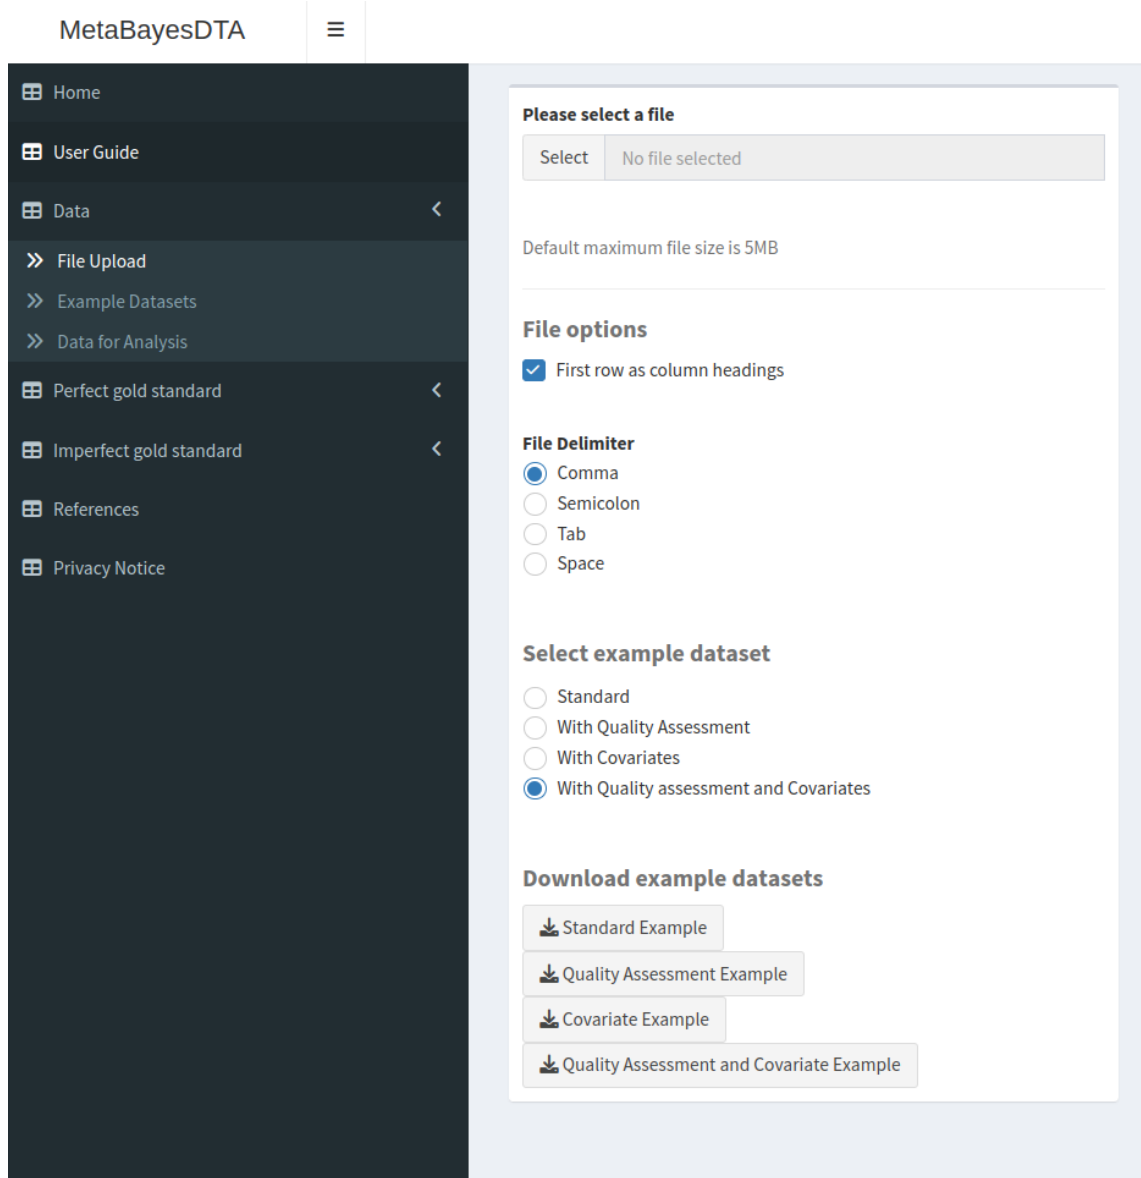 MetaBayesDTA
Home
User Guide
Data
File Upload
Example Datasets
Data for Analysis
Perfect gold standard
Imperfect gold standard
References
Privacy Notice
Please select a file
Select No file selected
Default maximum file size is 5MB
File options
First row as column headings
File Delimiter
Comma
Semicolon
Tab
Space
Select example dataset
Standard
With Quality Assessment
With Covariates
With Quality assessment and Covariates
Download example datasets
Standard Example
Quality Assessment Example
Covariate Example
Quality Assessment and Covariate Example